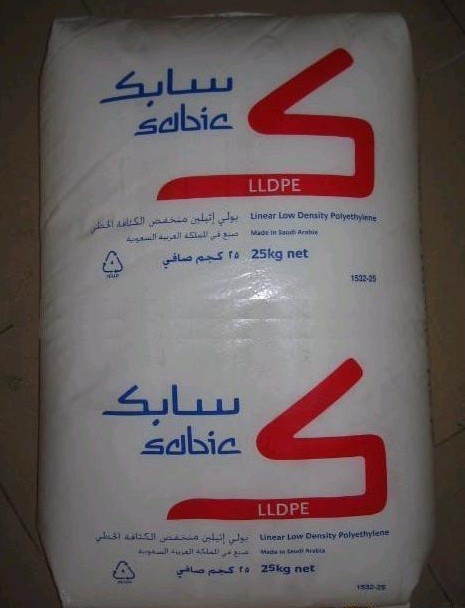 سابك
sabic
LLDPE
بولي إثيلين منخفض الكثافة الخطي Linear Low Density Polyethylene
صنع في المملكة العربية السعودية Made in Saudi Arabia
٢٥ كجم صافي 25kg net
1532-25
سابك
sabic
LLDPE
بولي إثيلين منخفض الكثافة الخطي Linear Low Density Polyethylene
صنع في المملكة العربية السعودية Made in Saudi Arabia
٢٥ كجم صافي 25kg net
1532-25